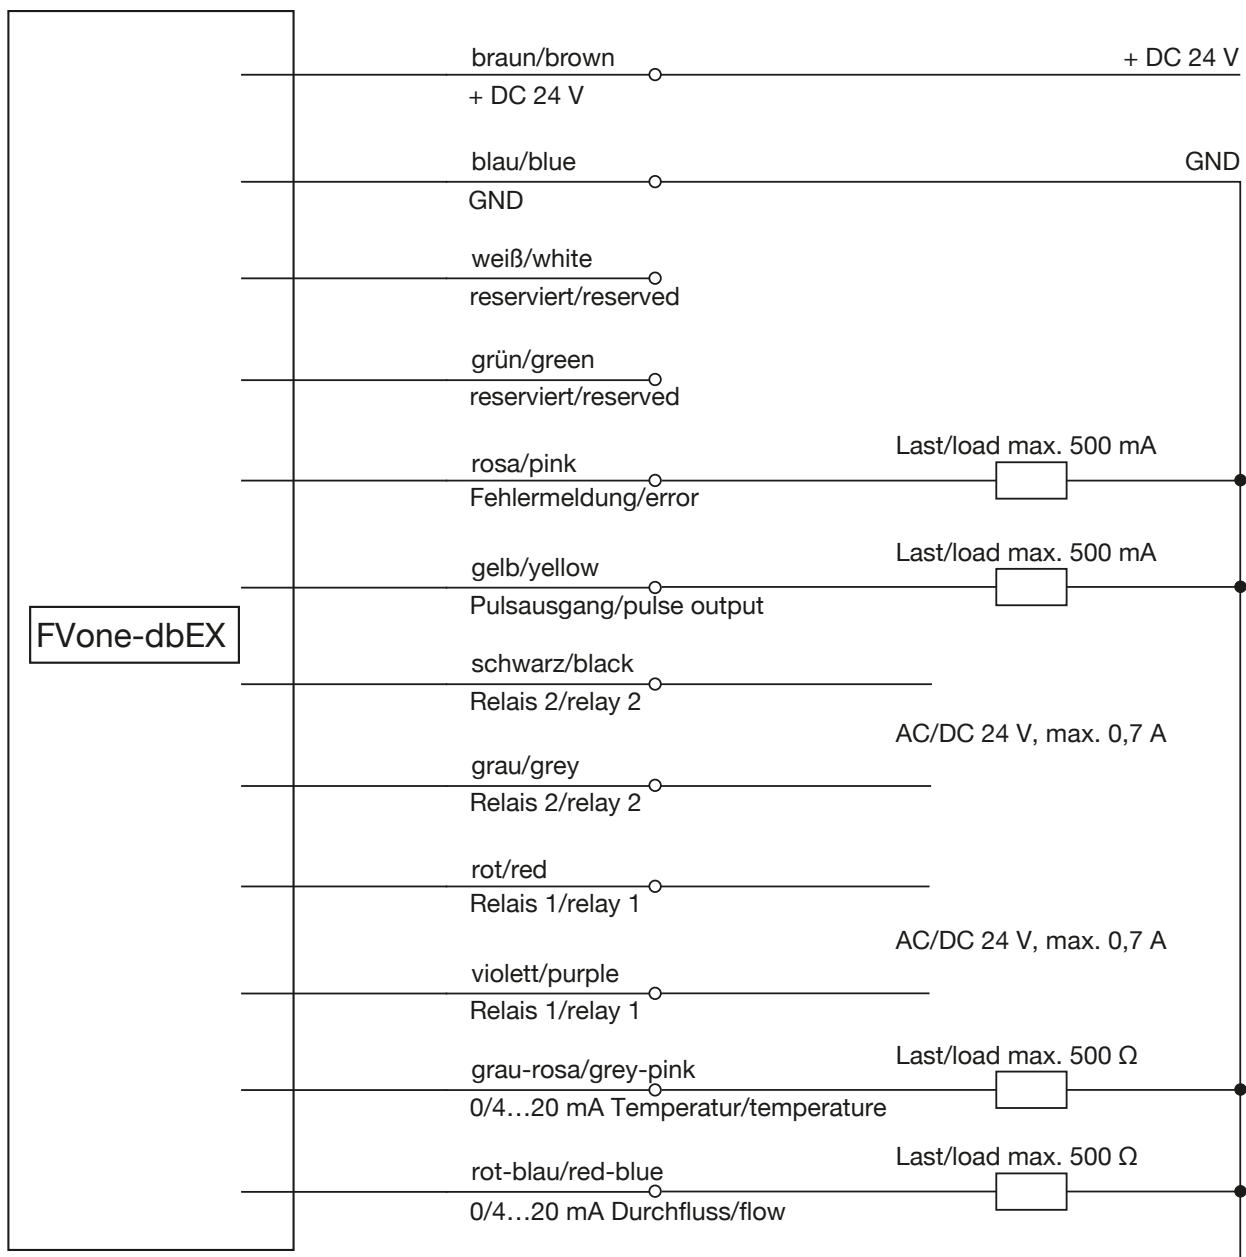 braun/brown
+ DC 24 V
+ DC 24 V
blau/blue
GND
GND
weiß/white
reserviert/reserved
grün/green
reserviert/reserved
rosa/pink
Last/load max. 500 mA
Fehlermeldung/error
gelb/yellow
Last/load max. 500 mA
Pulsausgang/pulse output
FVone-dbEX
schwarz/black
Relais 2/relay 2
AC/DC 24 V, max. 0,7 A
grau/grey
Relais 2/relay 2
rot/red
Relais 1/relay 1
AC/DC 24 V, max. 0,7 A
violett/purple
Relais 1/relay 1
grau-rosa/grey-pink
Last/load max. 500 Ω
0/4…20 mA Temperatur/temperature
rot-blau/red-blue
Last/load max. 500 Ω
0/4…20 mA Durchfluss/flow